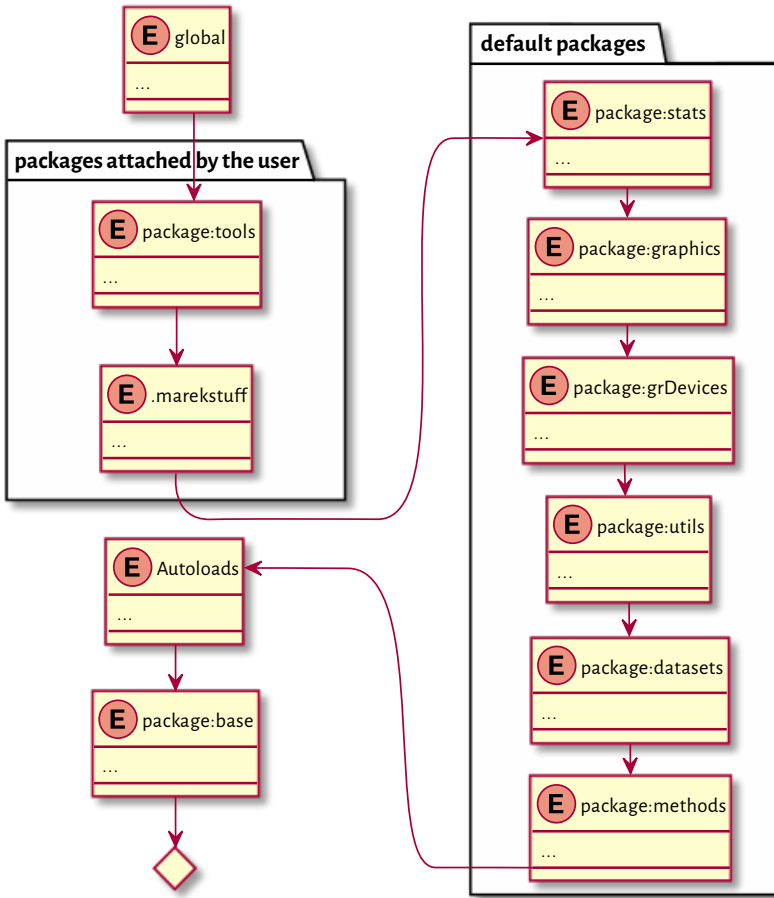 E global
...
packages attached by the user
E package:tools
...
E .marekstuff
...
default packages
E package:stats
...
E package:graphics
...
E package:grDevices
...
E package:utils
...
E package:datasets
...
E package:methods
...
E Autoloads
...
E package:base
...